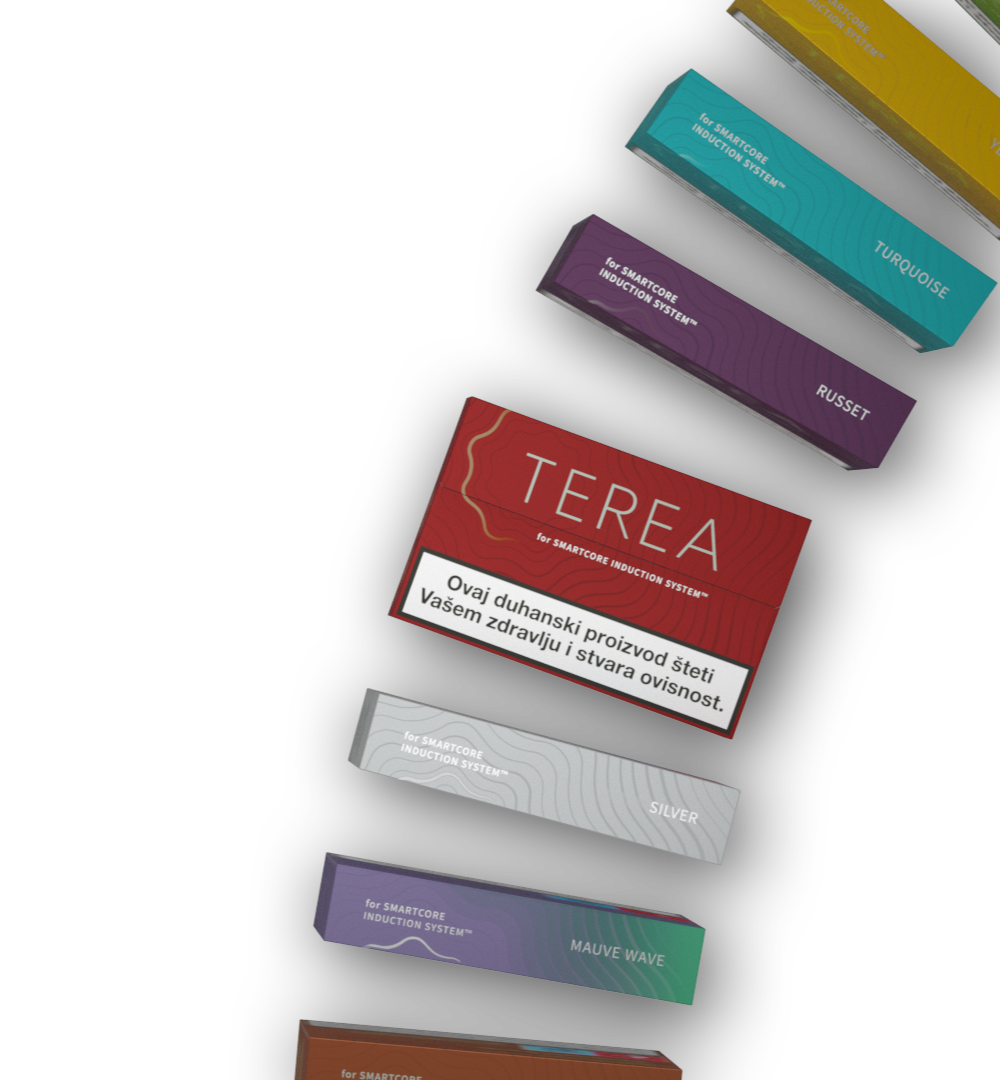 SMARTCORE
INDUCTION SYSTEM™
for SMARTCORE
INDUCTION SYSTEM™
TURQUOISE
for SMARTCORE
INDUCTION SYSTEM™
RUSSET
TEREA
for SMARTCORE INDUCTION SYSTEM™
Ovaj duhanski proizvod šteti
Vašem zdravlju i stvara ovisnost.
for SMARTCORE
INDUCTION SYSTEM™
SILVER
for SMARTCORE
INDUCTION SYSTEM™
MAUVE WAVE
for SMARTCORE